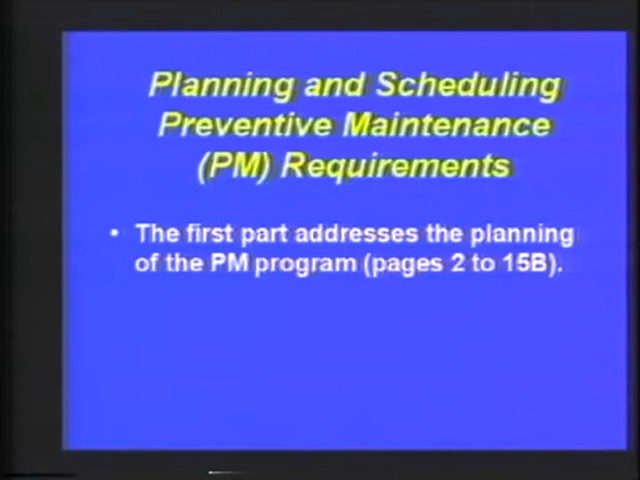 Planning and Scheduling
Preventive Maintenance
(PM) Requirements
• The first part addresses the planning
of the PM program (pages 2 to 15B).